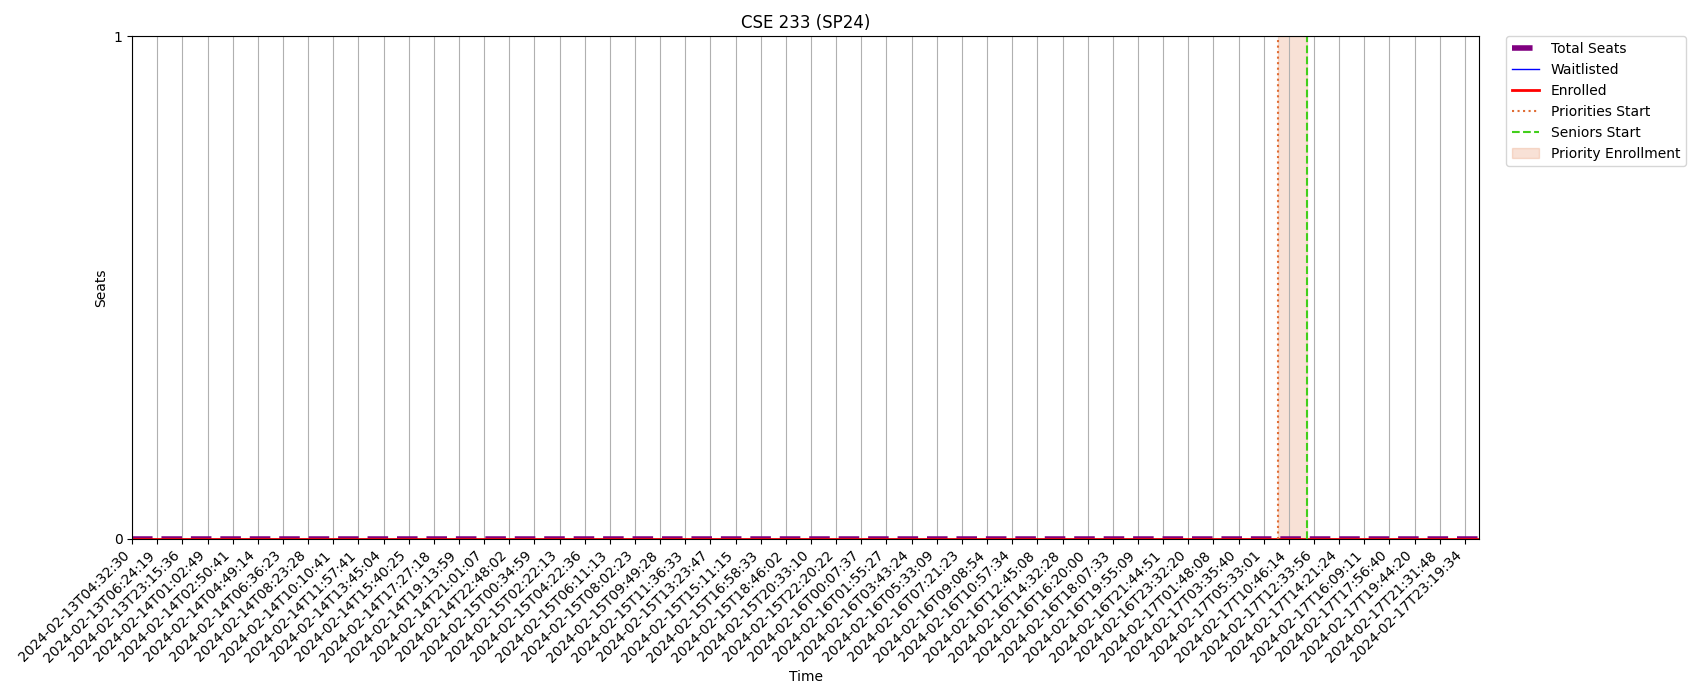 CSE 233 (SP24)
1
0
Seats
Total Seats
Waitlisted
Enrolled
Priorities Start
Seniors Start
Priority Enrollment
2024-02-13T04:32:30
2024-02-13T06:24:19
2024-02-13T23:15:36
2024-02-14T01:02:49
2024-02-14T02:50:41
2024-02-14T04:49:14
2024-02-14T06:36:23
2024-02-14T08:23:28
2024-02-14T10:10:41
2024-02-14T11:57:41
2024-02-14T13:45:04
2024-02-14T15:40:25
2024-02-14T17:27:18
2024-02-14T19:13:59
2024-02-14T21:01:07
2024-02-14T22:48:02
2024-02-15T00:34:59
2024-02-15T02:22:13
2024-02-15T04:22:36
2024-02-15T06:11:13
2024-02-15T08:02:23
2024-02-15T09:49:28
2024-02-15T11:36:33
2024-02-15T13:23:47
2024-02-15T15:11:15
2024-02-15T16:58:33
2024-02-15T18:46:02
2024-02-15T20:33:10
2024-02-15T22:20:22
2024-02-16T00:07:37
2024-02-16T01:55:27
2024-02-16T03:43:24
2024-02-16T05:33:09
2024-02-16T07:21:23
2024-02-16T09:08:54
2024-02-16T10:57:34
2024-02-16T12:45:08
2024-02-16T14:32:28
2024-02-16T16:20:00
2024-02-16T18:07:33
2024-02-16T19:55:09
2024-02-16T21:44:51
2024-02-16T23:32:20
2024-02-17T01:48:08
2024-02-17T03:35:40
2024-02-17T05:33:01
2024-02-17T10:46:14
2024-02-17T12:33:56
2024-02-17T14:21:24
2024-02-17T16:09:11
2024-02-17T17:56:40
2024-02-17T19:44:20
2024-02-17T21:31:48
2024-02-17T23:19:34
Time